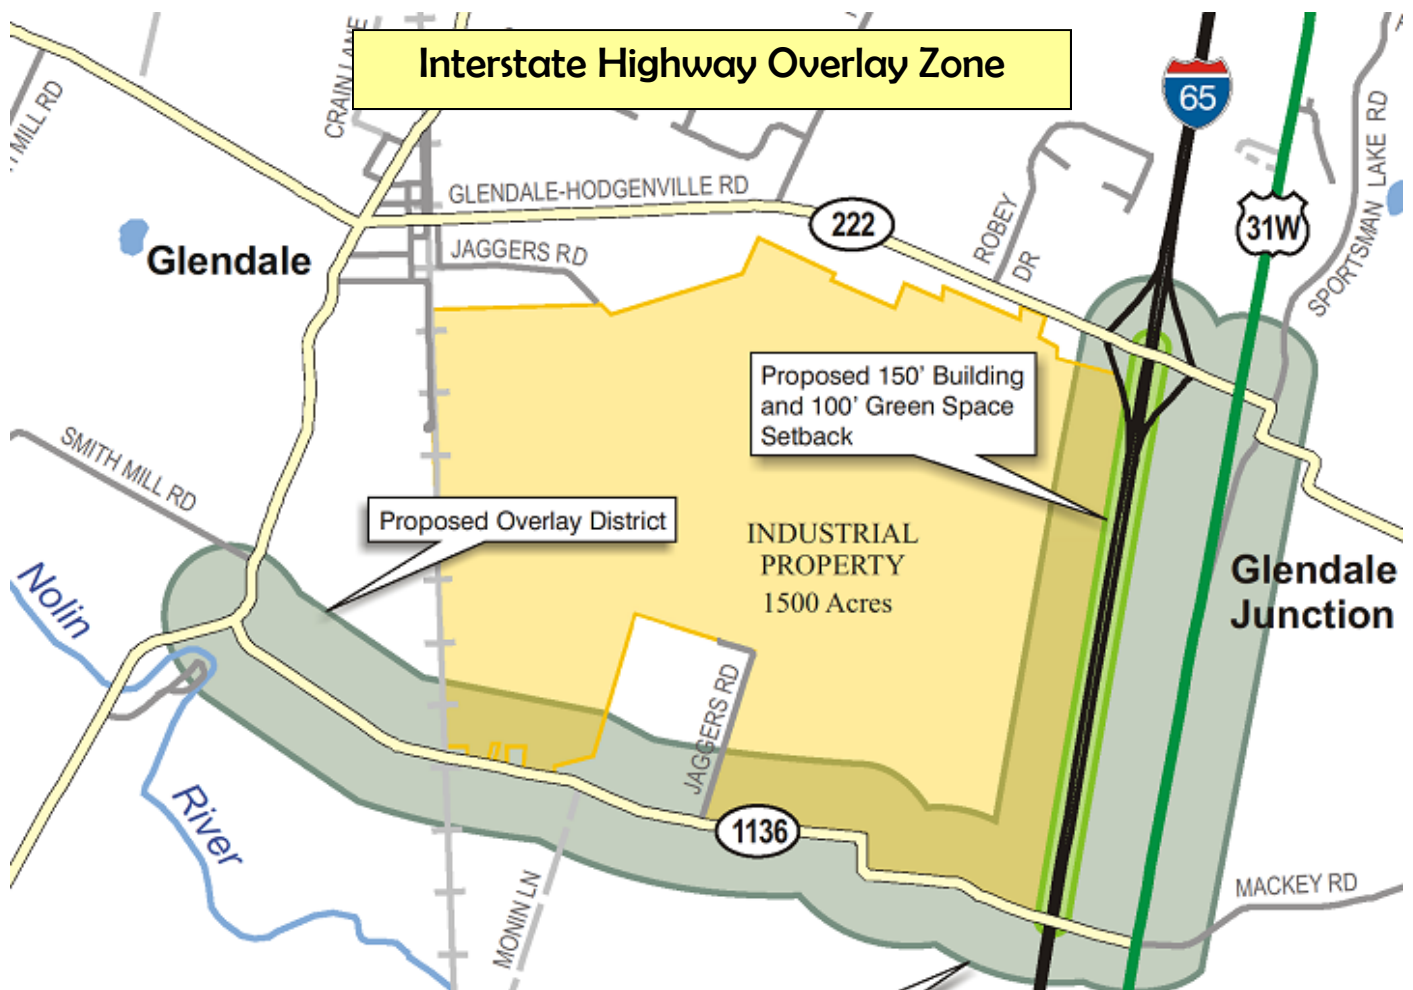 Interstate Highway Overlay Zone
CRAIN LANE
MILL RD
65
SPORTSMAN LAKE RD
GLENDALE-HODGENVILLE RD
222
ROBEY
DR
31W
Glendale
JAGGERS RD
Proposed 150' Building
and 100' Green Space
Setback
SMITH MILL RD
Proposed Overlay District
INDUSTRIAL
PROPERTY
1500 Acres
Glendale
Junction
Nolin
River
JAGGERS RD
1136
MONIN LN
MACKEY RD